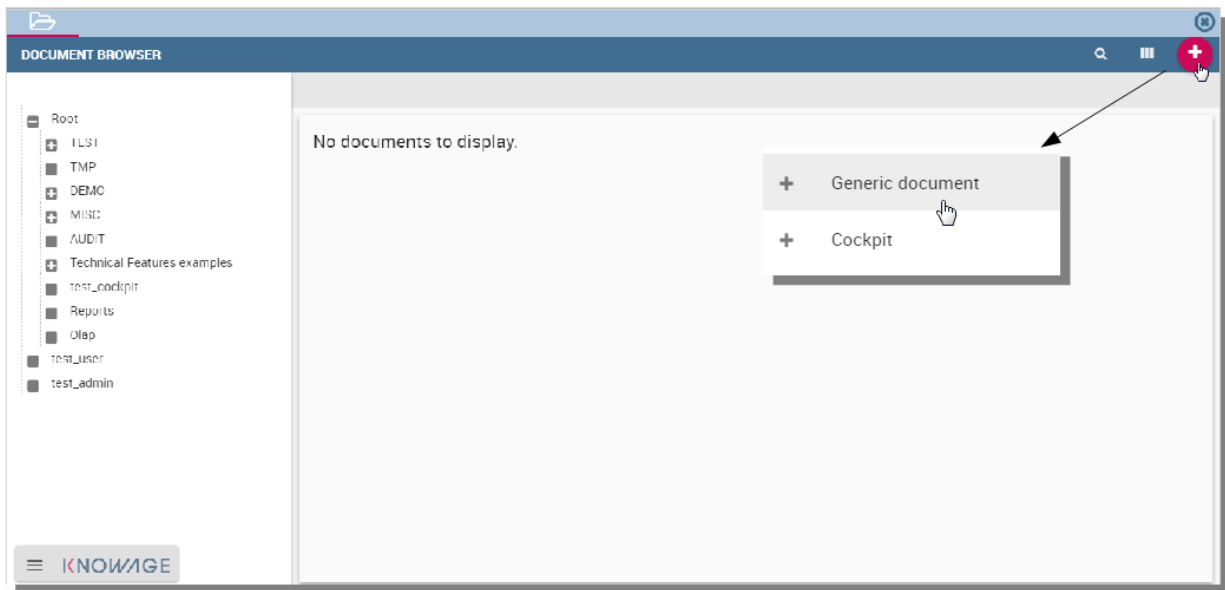 DOCUMENT BROWSER
Root
TEST
TMP
DEMO
MISC
AUDIT
Technical Features examples
test_cockpit
Reports
Olap
test_user
test_admin
No documents to display.
Generic document
Cockpit
KNOWAGE